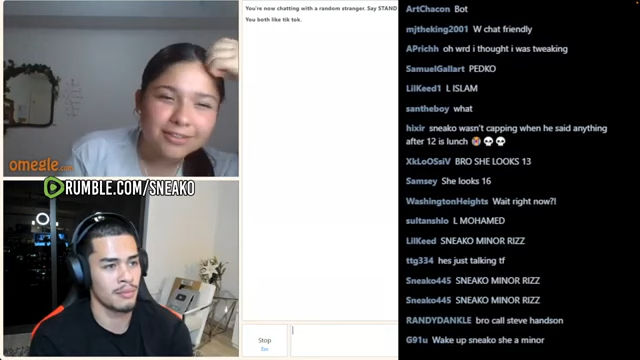 You're now chatting with a random stranger. Say STAND
You both like tik tok.
omegle.com
RUMBLE.COM/SNEAKO
Stop
Esc
ArtChacon Bot
mjtheking2001 W chat friendly
APrichh oh wrd i thought i was tweaking
SamuelGallart PEDKO
LilKeed1 L ISLAM
santheboy what
hixir sneako wasn't capping when he said anything
after 12 is lunch
XkLoOSsiV BRO SHE LOOKS 13
Samsey She looks 16
WashingtonHeights Wait right now?!
sultanshio L MOHAMED
LilKeed SNEAKO MINOR RIZZ
ttg334 hes just talking tf
Sneako445 SNEAKO MINOR RIZZ
Sneako445 SNEAKO MINOR RIZZ
RANDYDANKLE bro call steve handson
G91u Wake up sneako she a minor